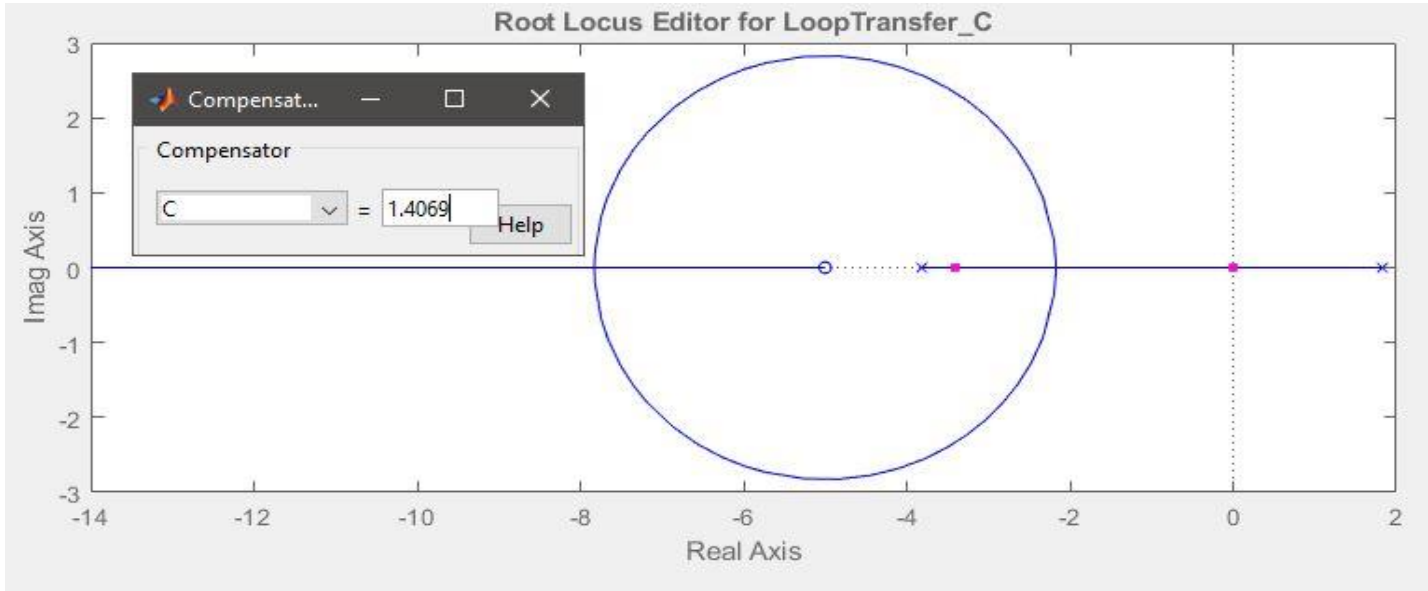 Root Locus Editor for LoopTransfer_C
3
2
1
0
-1
-2
-3
Imag Axis
Compensat...
Compensator
C = 1.4069
Help
-14 -12 -10 -8 -6 -4 -2 0 2
Real Axis